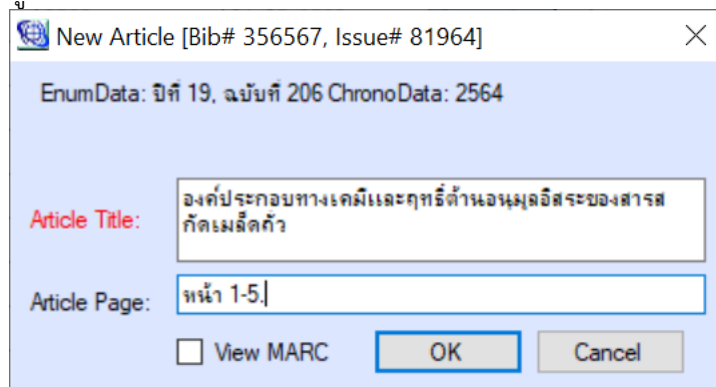 New Article [Bib# 356567, Issue# 81964]
EnumData: ปีที่ 19, ฉบับที่ 206 ChronoData: 2564
Article Title:
องค์ประกอบทางเคมีและฤทธิ์ต้านอนุมูลอิสระของสารส
กัดเมล็ดถั่ว
Article Page:
หน้า 1-5.
View MARC
OK
Cancel